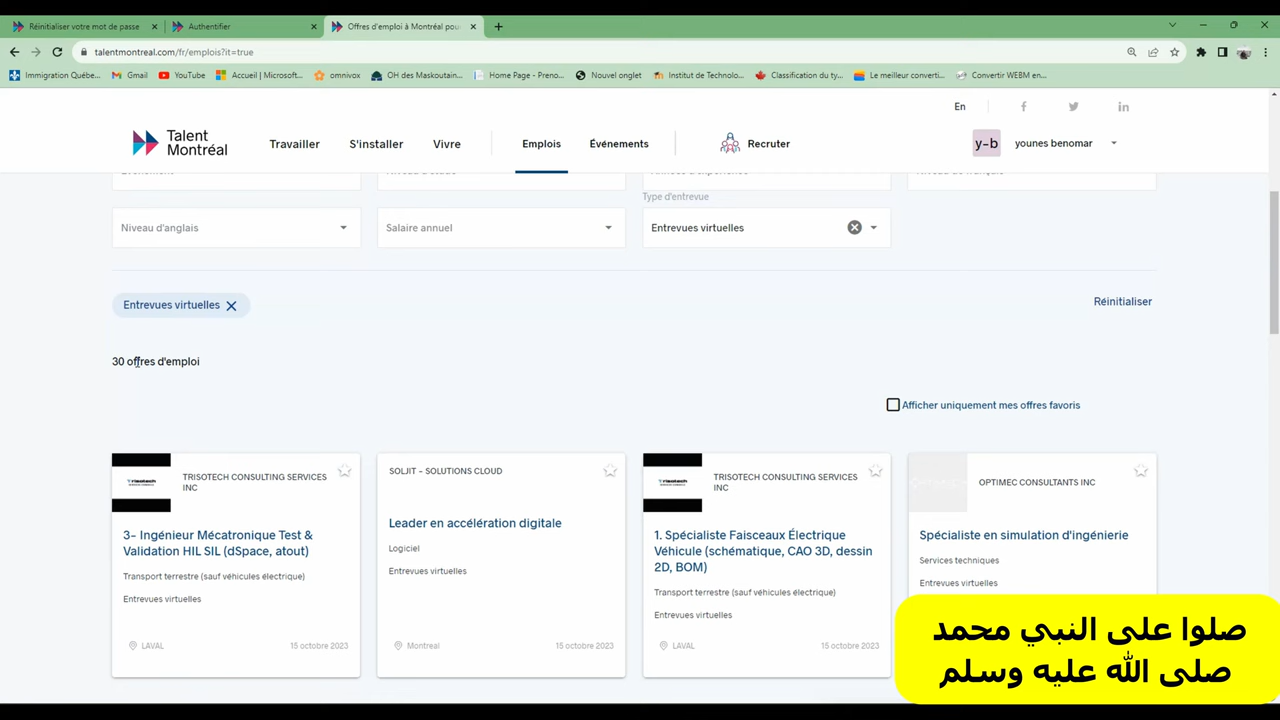 Réinitialiser votre mot de passe
Authentifier
Offres d'emploi à Montréal pou
talentmontreal.com/fr/emplois?it=true
Immigration Québe...
Gmail
YouTube
Accueil | Microsoft...
omnivox
OH des Maskoutain...
Home Page - Preno...
Nouvel onglet
Institut de Technolo...
Classification du ty...
Le meilleur converti...
Convertir WEBM en...
En
Talent
Montréal
Travailler
S'installer
Vivre
Emplois
Événements
Recruter
y-b
younes benomar
Type d'entrevue
Niveau d'anglais
Salaire annuel
Entrevues virtuelles
Entrevues virtuelles
Réinitialiser
30 offres d'emploi
Afficher uniquement mes offres favoris
trisotech
TRISOTECH CONSULTING SERVICES
INC
3- Ingénieur Mécatronique Test &
Validation HIL SIL (dSpace, atout)
Transport terrestre (sauf véhicules électrique)
Entrevues virtuelles
LAVAL
15 octobre 2023
SOLJIT - SOLUTIONS CLOUD
Leader en accélération digitale
Logiciel
Entrevues virtuelles
Montreal
15 octobre 2023
trisotech
TRISOTECH CONSULTING SERVICES
INC
1. Spécialiste Faisceaux Électrique
Véhicule (schématique, CAO 3D, dessin
2D, BOM)
Transport terrestre (sauf véhicules électrique)
Entrevues virtuelles
LAVAL
15 octobre 2023
OPTIMEC CONSULTANTS INC
Spécialiste en simulation d'ingénierie
Services techniques
Entrevues virtuelles
صلوا على النبي محمد
صلى الله عليه وسلم